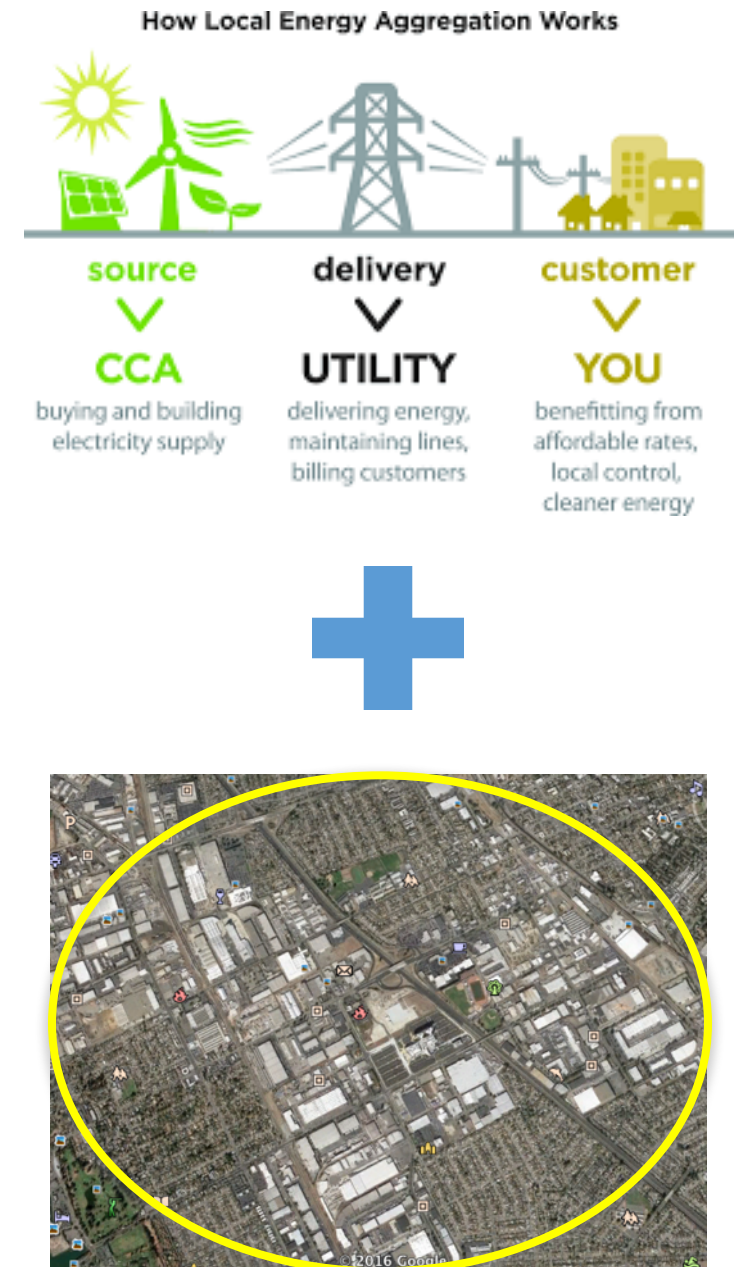 How Local Energy Aggregation Works
source delivery customer
CCA UTILITY YOU
buying and building
electricity supply
delivering energy,
maintaining lines,
billing customers
benefitting from
affordable rates,
local control,
cleaner energy
P
©2016 Google